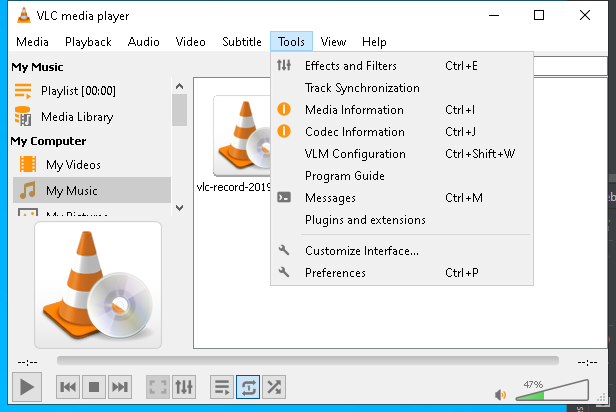 VLC media player
Media Playback Audio Video Subtitle Tools View Help
My Music
Playlist [00:00]
Media Library
My Computer
My Videos
My Music
My Pictures
vlc-record-2019
Effects and Filters Ctrl+E
Track Synchronization
Media Information Ctrl+I
Codec Information Ctrl+J
VLM Configuration Ctrl+Shift+W
Program Guide
Messages Ctrl+M
Plugins and extensions
Customize Interface...
Preferences Ctrl+P
--:-- --:--
47%